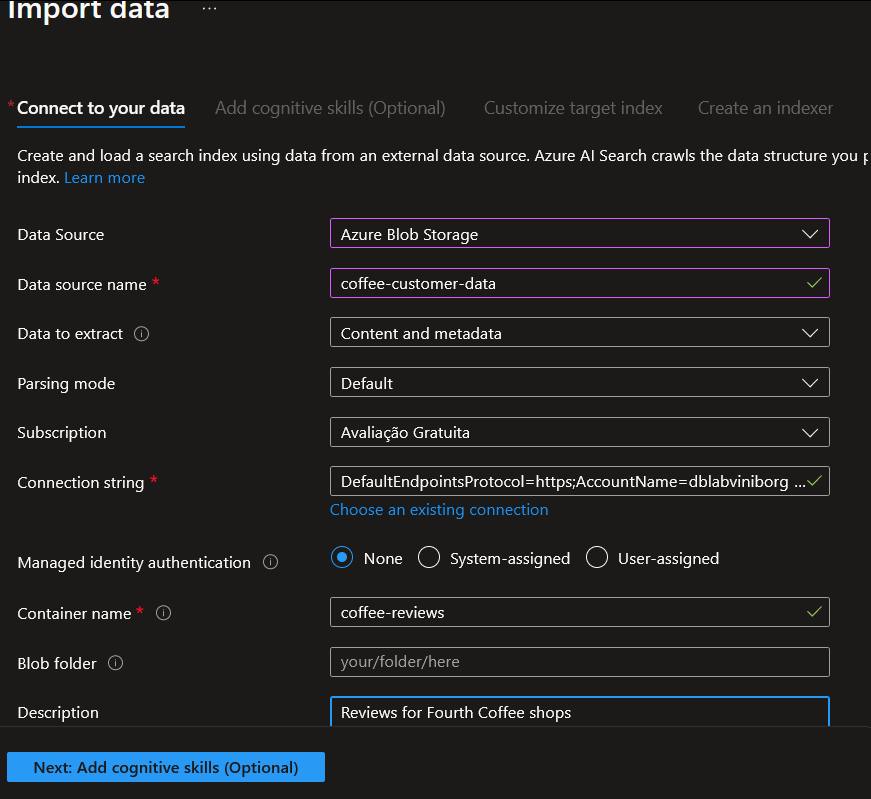 Import data ...
* Connect to your data Add cognitive skills (Optional) Customize target index Create an indexer
Create and load a search index using data from an external data source. Azure AI Search crawls the data structure you p
index. Learn more
Data Source Azure Blob Storage
Data source name * coffee-customer-data
Data to extract Content and metadata
Parsing mode Default
Subscription Avaliação Gratuita
Connection string * DefaultEndpointsProtocol=https;AccountName=dblabviniborg ...
Choose an existing connection
Managed identity authentication None System-assigned User-assigned
Container name * coffee-reviews
Blob folder your/folder/here
Description Reviews for Fourth Coffee shops
Next: Add cognitive skills (Optional)